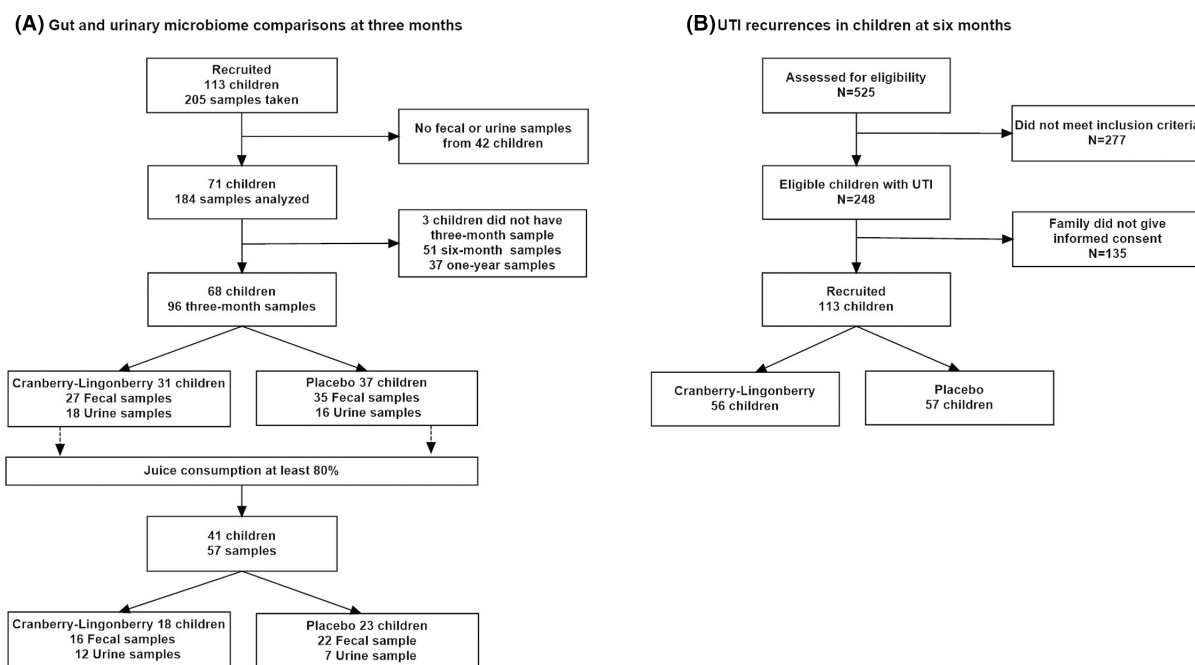 (A) Gut and urinary microbiome comparisons at three months
Recruited
113 children
205 samples taken
No fecal or urine samples
from 42 children
71 children
184 samples analyzed
3 children did not have
three-month sample
51 six-month samples
37 one-year samples
68 children
96 three-month samples
Cranberry-Lingonberry 31 children
27 Fecal samples
18 Urine samples
Placebo 37 children
35 Fecal samples
16 Urine samples
Juice consumption at least 80%
41 children
57 samples
Cranberry-Lingonberry 18 children
16 Fecal samples
12 Urine samples
Placebo 23 children
22 Fecal sample
7 Urine sample
(B) UTI recurrences in children at six months
Assessed for eligibility
N=525
Did not meet inclusion criteria
N=277
Eligible children with UTI
N=248
Family did not give
informed consent
N=135
Recruited
113 children
Cranberry-Lingonberry
56 children
Placebo
57 children